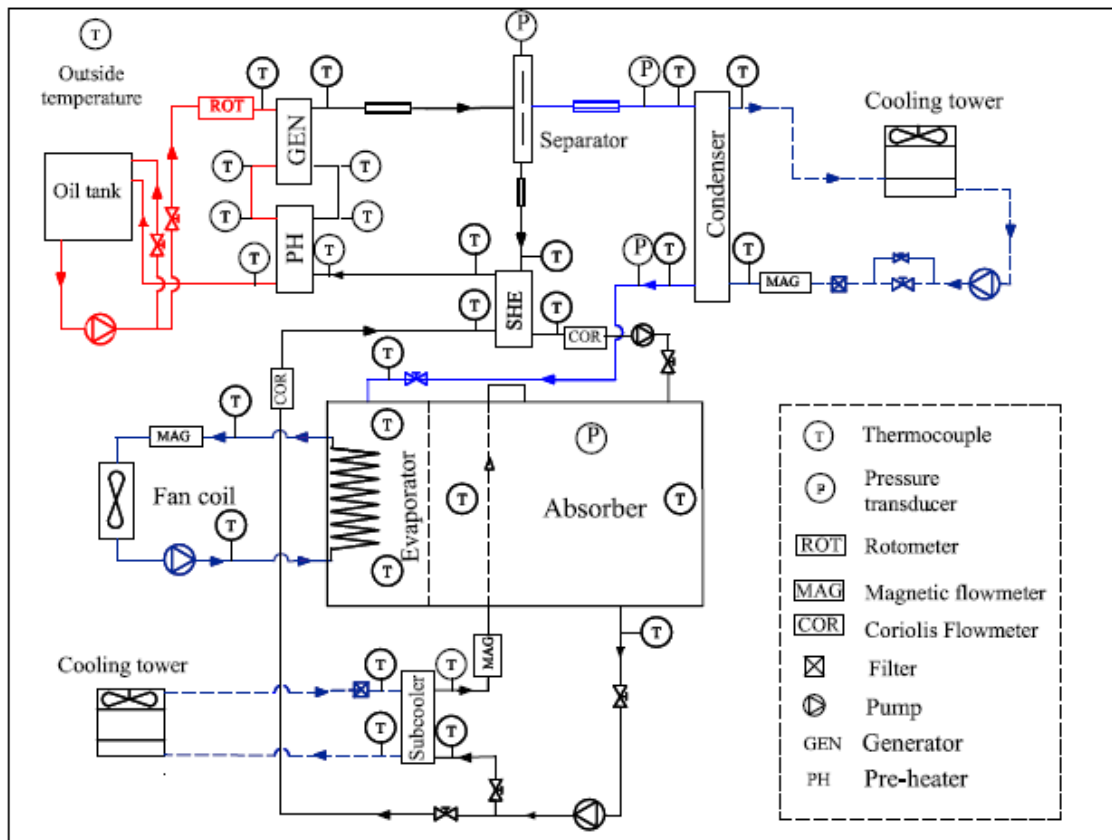 T
P
Outside
temperature
ROT
T
T
GEN
P
T
T
Cooling tower
Separator
Oil tank
T
T
T
T
PH
T
T
Condenser
T
P
T
T
T
MAG
SHE
T
T
COR
T
COR
T
MAG
T
P
Fan coil
Evaporator
T
Absorber
T
T
T
T
MAG
Cooling tower
T
T
Subcooler
T
T
T Thermocouple
P Pressure
transducer
ROT Rotometer
MAG Magnetic flowmeter
COR Coriolis Flowmeter
Filter
Pump
GEN Generator
PH Pre-heater